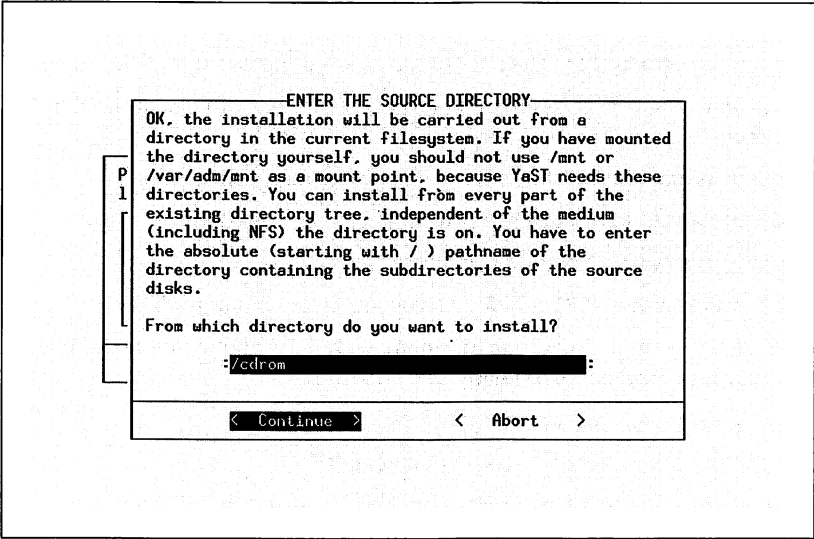 ENTER THE SOURCE DIRECTORY
OK, the installation will be carried out from a
directory in the current filesystem. If you have mounted
the directory yourself, you should not use /mnt or
/var/adm/mnt as a mount point, because YaST needs these
directories. You can install from every part of the
existing directory tree, independent of the medium
(including NFS) the directory is on. You have to enter
the absolute (starting with / ) pathname of the
directory containing the subdirectories of the source
disks.
From which directory do you want to install?
:/cdrom :
< Continue > < Abort >
P
l